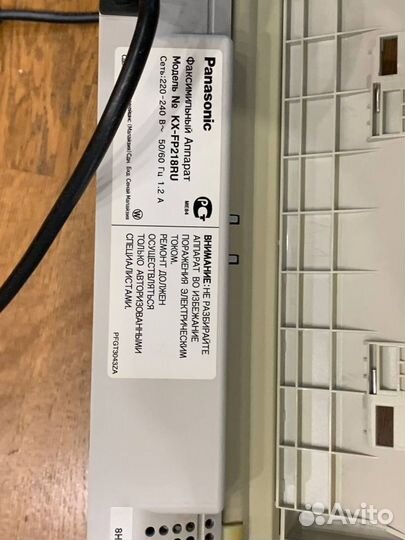 Panasonic
Факсимильный Аппарат
Модель № KX-FP218RU
Сеть: 220-240 В~ 50/60 Гц 1.2 А
ME84
ВНИМАНИЕ: НЕ РАЗБИРАЙТЕ
АППАРАТ ВО ИЗБЕЖАНИЕ
ПОРАЖЕНИЯ ЭЛЕКТРИЧЕСКИМ
ТОКОМ.
РЕМОНТ ДОЛЖЕН
ОСУЩЕСТВЛЯТЬСЯ
ТОЛЬКО АВТОРИЗОВАННЫМИ
СПЕЦИАЛИСТАМИ.
PFGT3043ZA
Avito